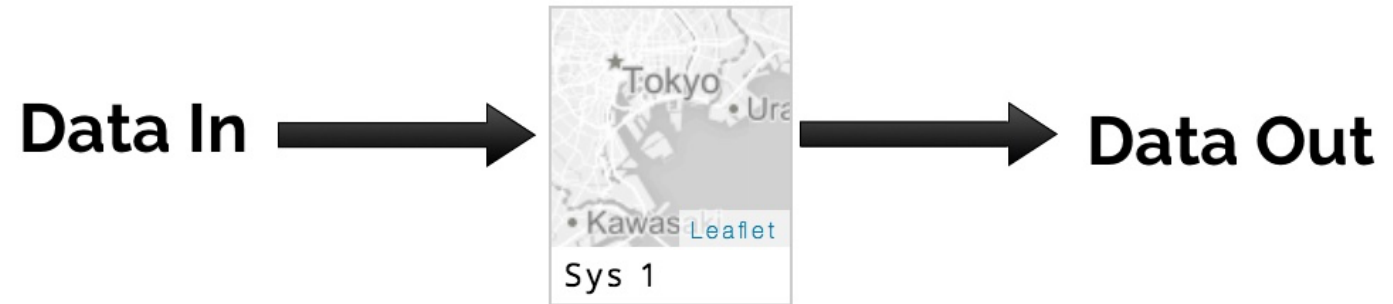 Data In
Tokyo
Ura
Kawas
Leaflet
Sys 1
Data Out